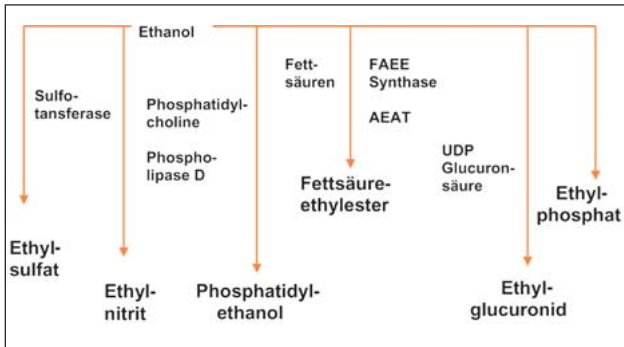 Ethanol
Sulfo-
tansferase
Phosphatidyl-
choline
Phospho-
lipase D
Fett-
säuren
FAEE
Synthase
AEAT
UDP
Glucuron-
säure
Ethyl-
sulfat
Ethyl-
nitrit
Phosphatidyl-
ethanol
Fettsäure-
ethylester
Ethyl-
glucuronid
Ethyl-
phosphat